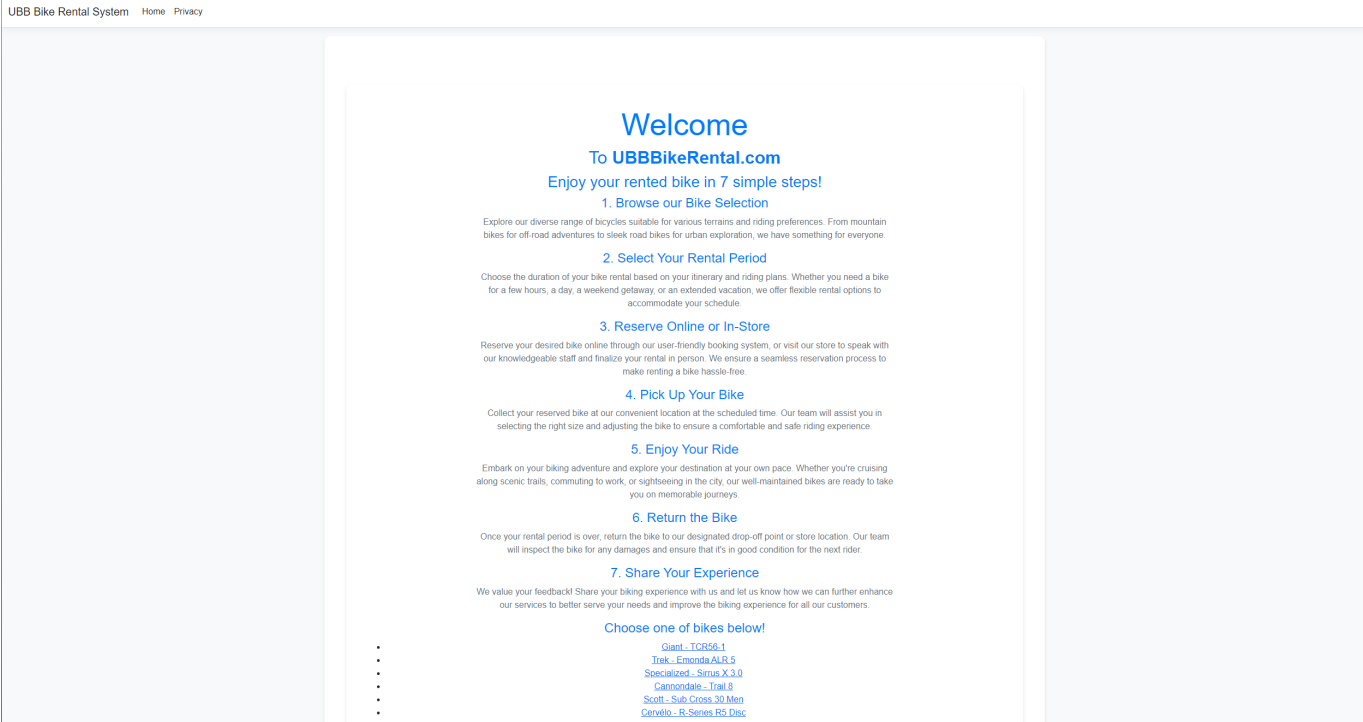 UBB Bike Rental System Home Privacy
Welcome
To UBBBikeRental.com
Enjoy your rented bike in 7 simple steps!
1. Browse our Bike Selection
Explore our diverse range of bicycles suitable for various terrains and riding preferences. From mountain
bikes for off-road adventures to sleek road bikes for urban exploration, we have something for everyone.
2. Select Your Rental Period
Choose the duration of your bike rental based on your itinerary and riding plans. Whether you need a bike
for a few hours, a day, a weekend getaway, or an extended vacation, we offer flexible rental options to
accommodate your schedule.
3. Reserve Online or In-Store
Reserve your desired bike online through our user-friendly booking system, or visit our store to speak with
our knowledgeable staff and finalize your rental in person. We ensure a seamless reservation process to
make renting a bike hassle-free.
4. Pick Up Your Bike
Collect your reserved bike at our convenient location at the scheduled time. Our team will assist you in
selecting the right size and adjusting the bike to ensure a comfortable and safe riding experience.
5. Enjoy Your Ride
Embark on your biking adventure and explore your destination at your own pace. Whether you're cruising
along scenic trails, commuting to work, or sightseeing in the city, our well-maintained bikes are ready to take
you on memorable journeys.
6. Return the Bike
Once your rental period is over, return the bike to our designated drop-off point or store location. Our team
will inspect the bike for any damages and ensure that it's in good condition for the next rider.
7. Share Your Experience
We value your feedback! Share your biking experience with us and let us know how we can further enhance
our services to better serve your needs and improve the biking experience for all our customers.
Choose one of bikes below!
Giant - TCR56-1
Trek - Emonda ALR 5
Specialized - Sirrus X 3.0
Cannondale - Trail 8
Scott - Sub Cross 30 Men
Cervélo - R-Series R5 Disc